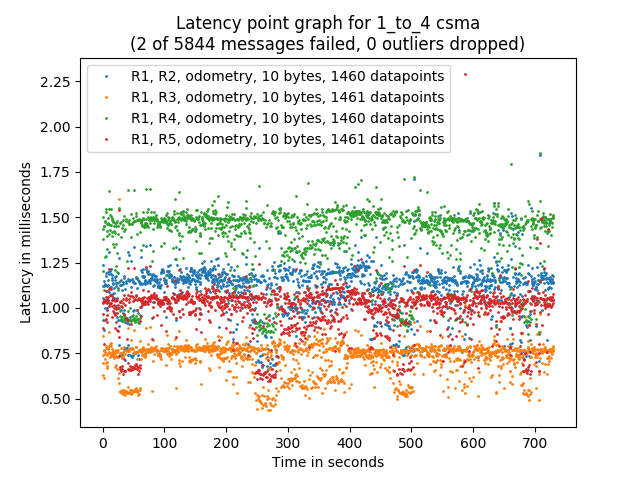 Latency point graph for 1_to_4 csma
(2 of 5844 messages failed, 0 outliers dropped)
R1, R2, odometry, 10 bytes, 1460 datapoints
R1, R3, odometry, 10 bytes, 1461 datapoints
R1, R4, odometry, 10 bytes, 1460 datapoints
R1, R5, odometry, 10 bytes, 1461 datapoints
Latency in milliseconds
2.25
2.00
1.75
1.50
1.25
1.00
0.75
0.50
0 100 200 300 400 500 600 700
Time in seconds